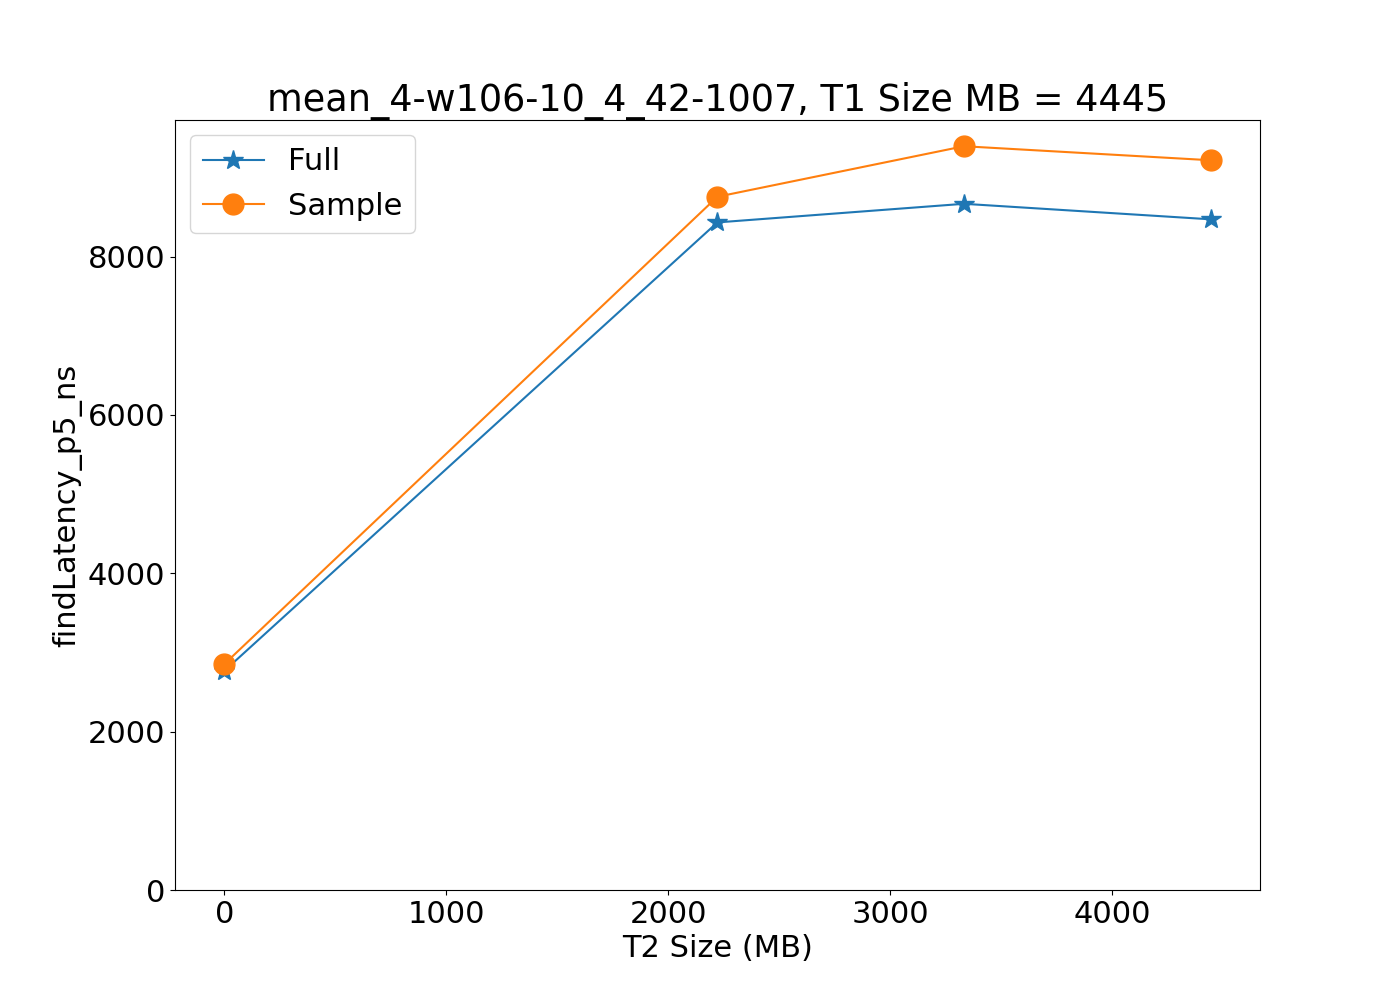 mean_4-w106-10_4_42-1007, T1 Size MB = 4445
Full
Sample
8000
6000
4000
2000
0
findLatency_p5_ns
0 1000 2000 3000 4000
T2 Size (MB)